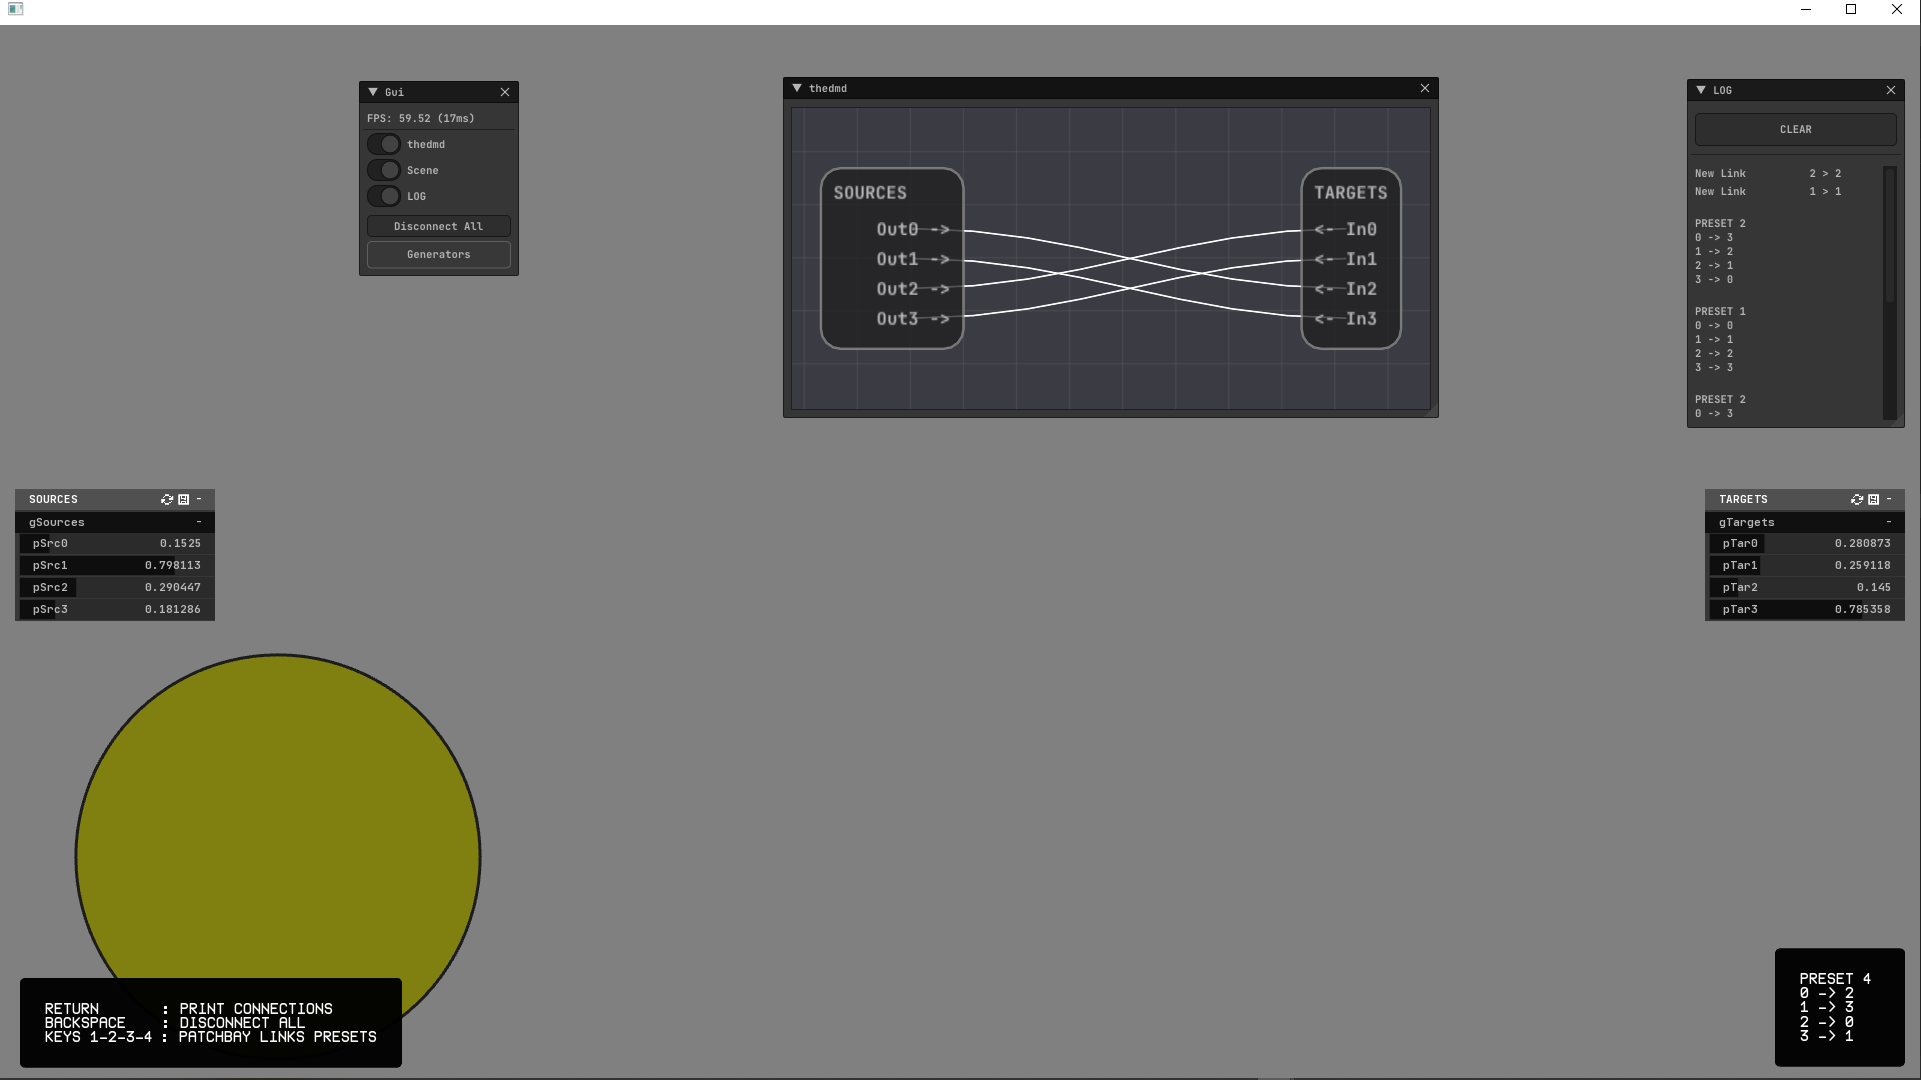 Gui
FPS: 59.52 (17ms)
thedmd
Scene
LOG
Disconnect All
Generators
thedmd
SOURCES
Out0 ->
Out1 ->
Out2 ->
Out3 ->
TARGETS
<- In0
<- In1
<- In2
<- In3
LOG
CLEAR
New Link 2 > 2
New Link 1 > 1
PRESET 2
0 -> 3
1 -> 2
2 -> 1
3 -> 0
PRESET 1
0 -> 0
1 -> 1
2 -> 2
3 -> 3
PRESET 2
0 -> 3
SOURCES -
gSources -
pSrc0 0.1525
pSrc1 0.798113
pSrc2 0.290447
pSrc3 0.181286
TARGETS -
gTargets -
pTar0 0.280873
pTar1 0.259118
pTar2 0.145
pTar3 0.785358
RETURN : PRINT CONNECTIONS
BACKSPACE : DISCONNECT ALL
KEYS 1-2-3-4 : PATCHBAY LINKS PRESETS
PRESET 4
0 -> 2
1 -> 3
2 -> 0
3 -> 1